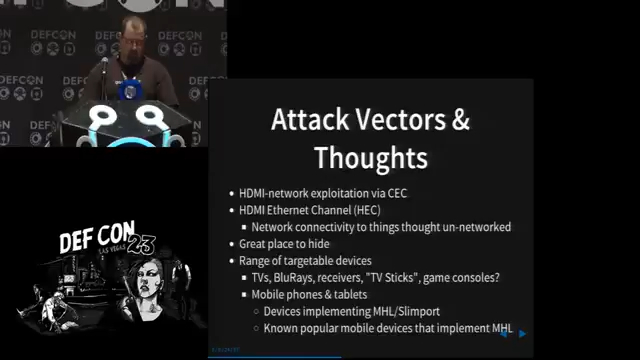 DEFCON
DEF CON
LAS VEGAS
23
Attack Vectors &
Thoughts
HDMI-network exploitation via CEC
HDMI Ethernet Channel (HEC)
Network connectivity to things thought un-networked
Great place to hide
Range of targetable devices
TVs, BluRays, receivers, "TV Sticks", game consoles?
Mobile phones & tablets
Devices implementing MHL/Slimport
Known popular mobile devices that implement MHL